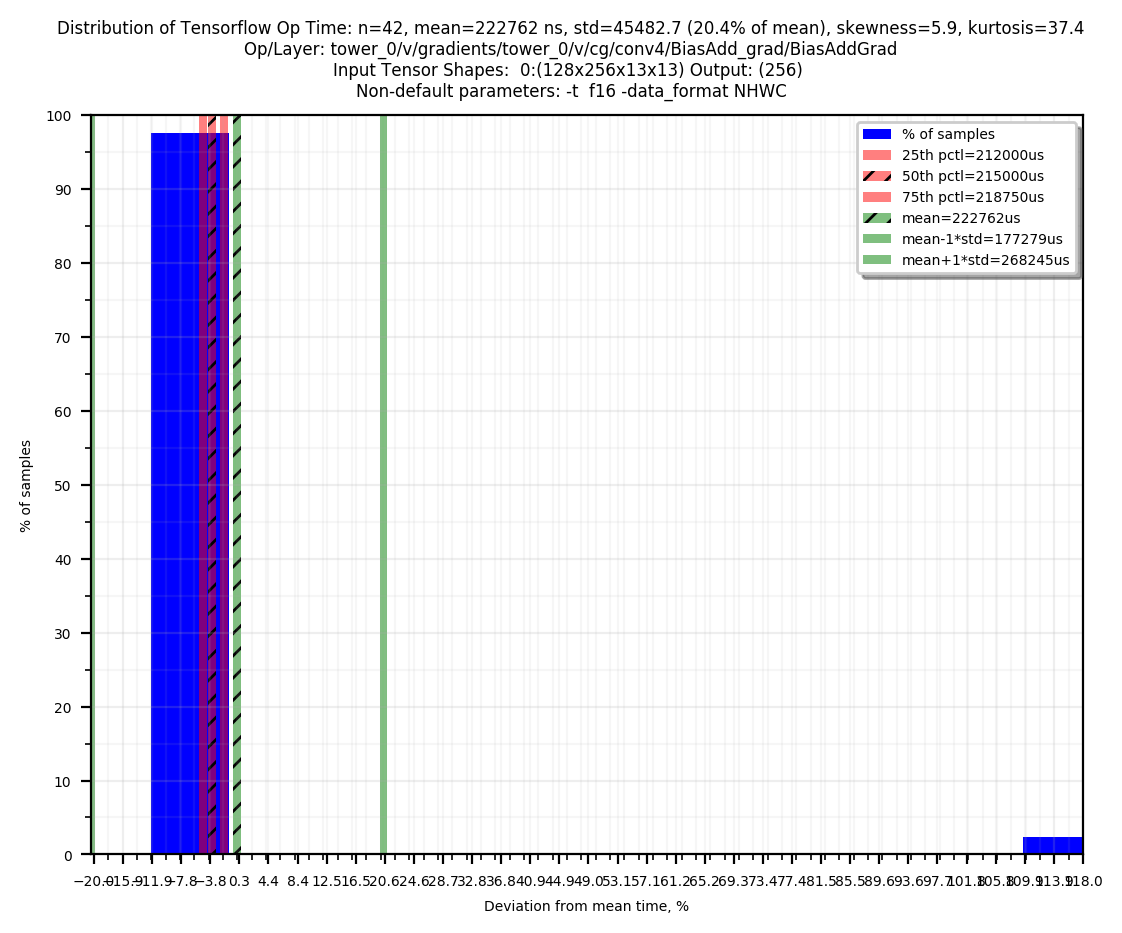 Distribution of Tensorflow Op Time: n=42, mean=222762 ns, std=45482.7 (20.4% of mean), skewness=5.9, kurtosis=37.4
Op/Layer: tower_0/v/gradients/tower_0/v/cg/conv4/BiasAdd_grad/BiasAddGrad
Input Tensor Shapes: 0:(128x256x13x13) Output: (256)
Non-default parameters: -t f16 -data_format NHWC
% of samples
25th pctl=212000us
50th pctl=215000us
75th pctl=218750us
mean=222762us
mean-1*std=177279us
mean+1*std=268245us
100
90
80
70
60
50
40
30
20
10
0
% of samples
−20.0 −15.9 −11.9 −7.8 −3.8 0.3 4.4 8.4 12.5 16.5 20.6 24.6 28.7 32.8 36.8 40.9 44.9 49.0 53.1 57.1 61.2 65.2 69.3 73.4 77.4 81.5 85.5 89.6 93.6 97.7 101.8 105.8 109.9 113.9 118.0
Deviation from mean time, %